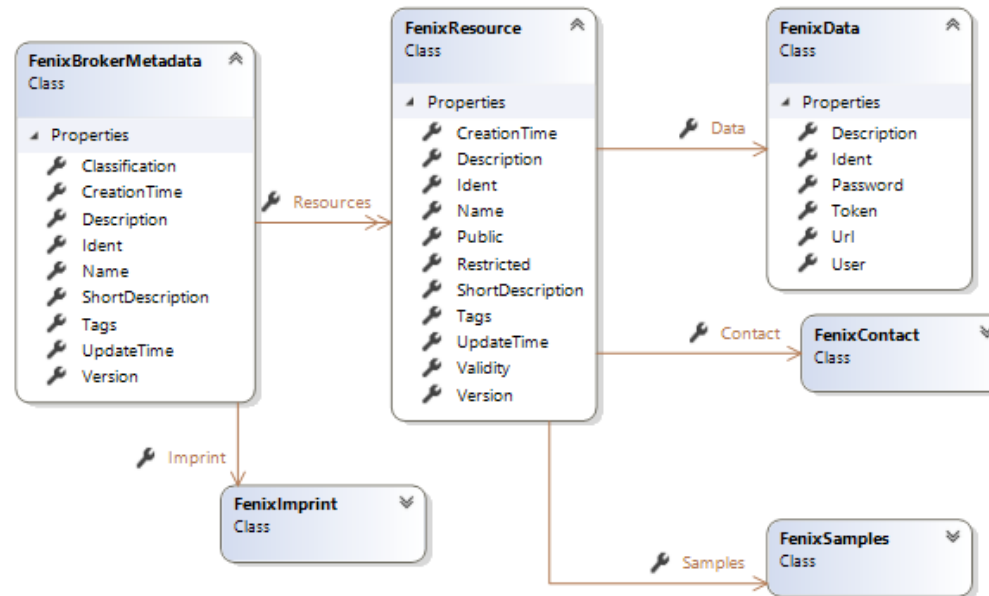 FenixBrokerMetadata
Class
Properties
Classification
CreationTime
Description
Ident
Name
ShortDescription
Tags
UpdateTime
Version
Resources
Imprint
FenixImprint
Class
FenixResource
Class
Properties
CreationTime
Description
Ident
Name
Public
Restricted
ShortDescription
Tags
UpdateTime
Validity
Version
Data
Contact
Samples
FenixData
Class
Properties
Description
Ident
Password
Token
Url
User
FenixContact
Class
FenixSamples
Class